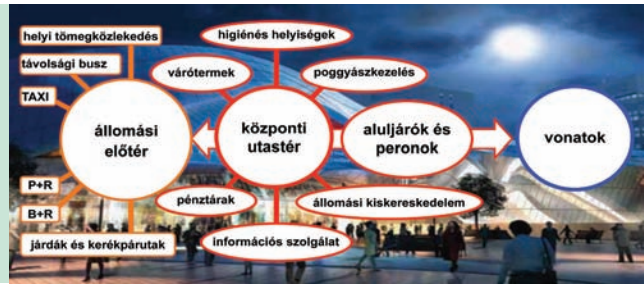 helyi tömegközlekedés
távolsági busz
TAXI
állomási
előtér
P+R
B+R
járdák és kerékpárutak
higiénés helyiségek
várótermek
poggyászkezelés
központi
utastér
aluljárók és
peronok
pénztárak
állomási kiskereskedelem
információs szolgálat
vonatok